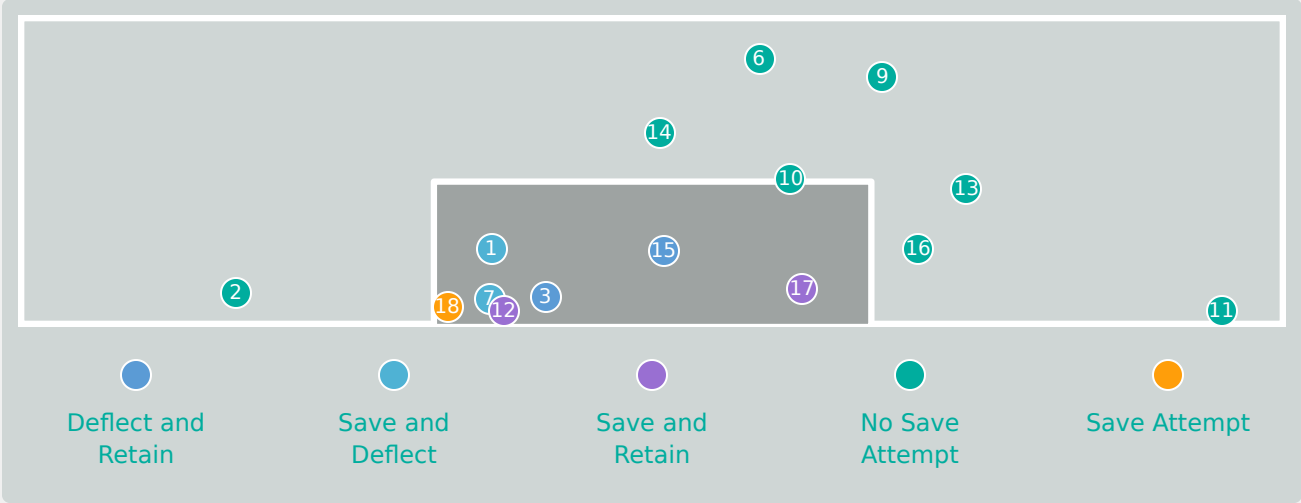 6
9
14
10
13
1
15
16
2
18
7
12
3
17
11
Deflect and
Retain
Save and
Deflect
Save and
Retain
No Save
Attempt
Save Attempt